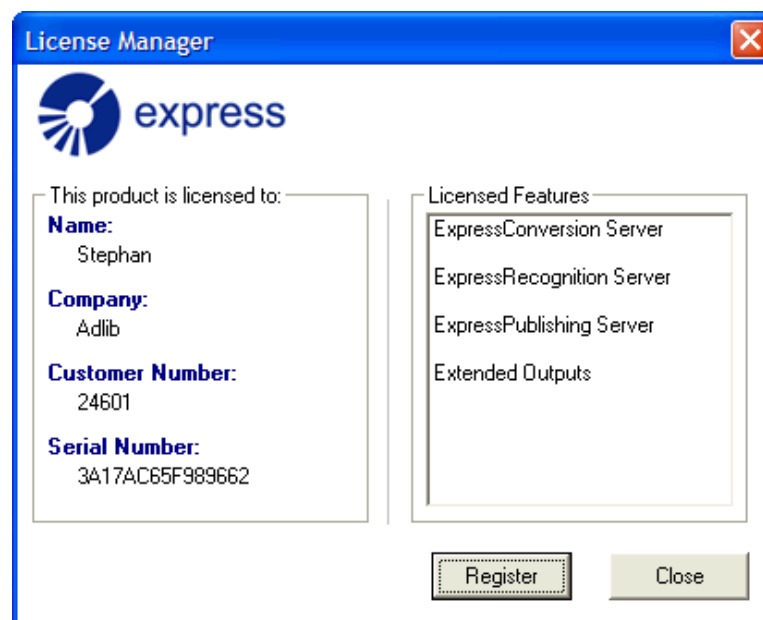 License Manager
express
This product is licensed to:
Name:
Stephan
Company:
Adlib
Customer Number:
24601
Serial Number:
3A17AC65F989662
Licensed Features
ExpressConversion Server
ExpressRecognition Server
ExpressPublishing Server
Extended Outputs
Register
Close